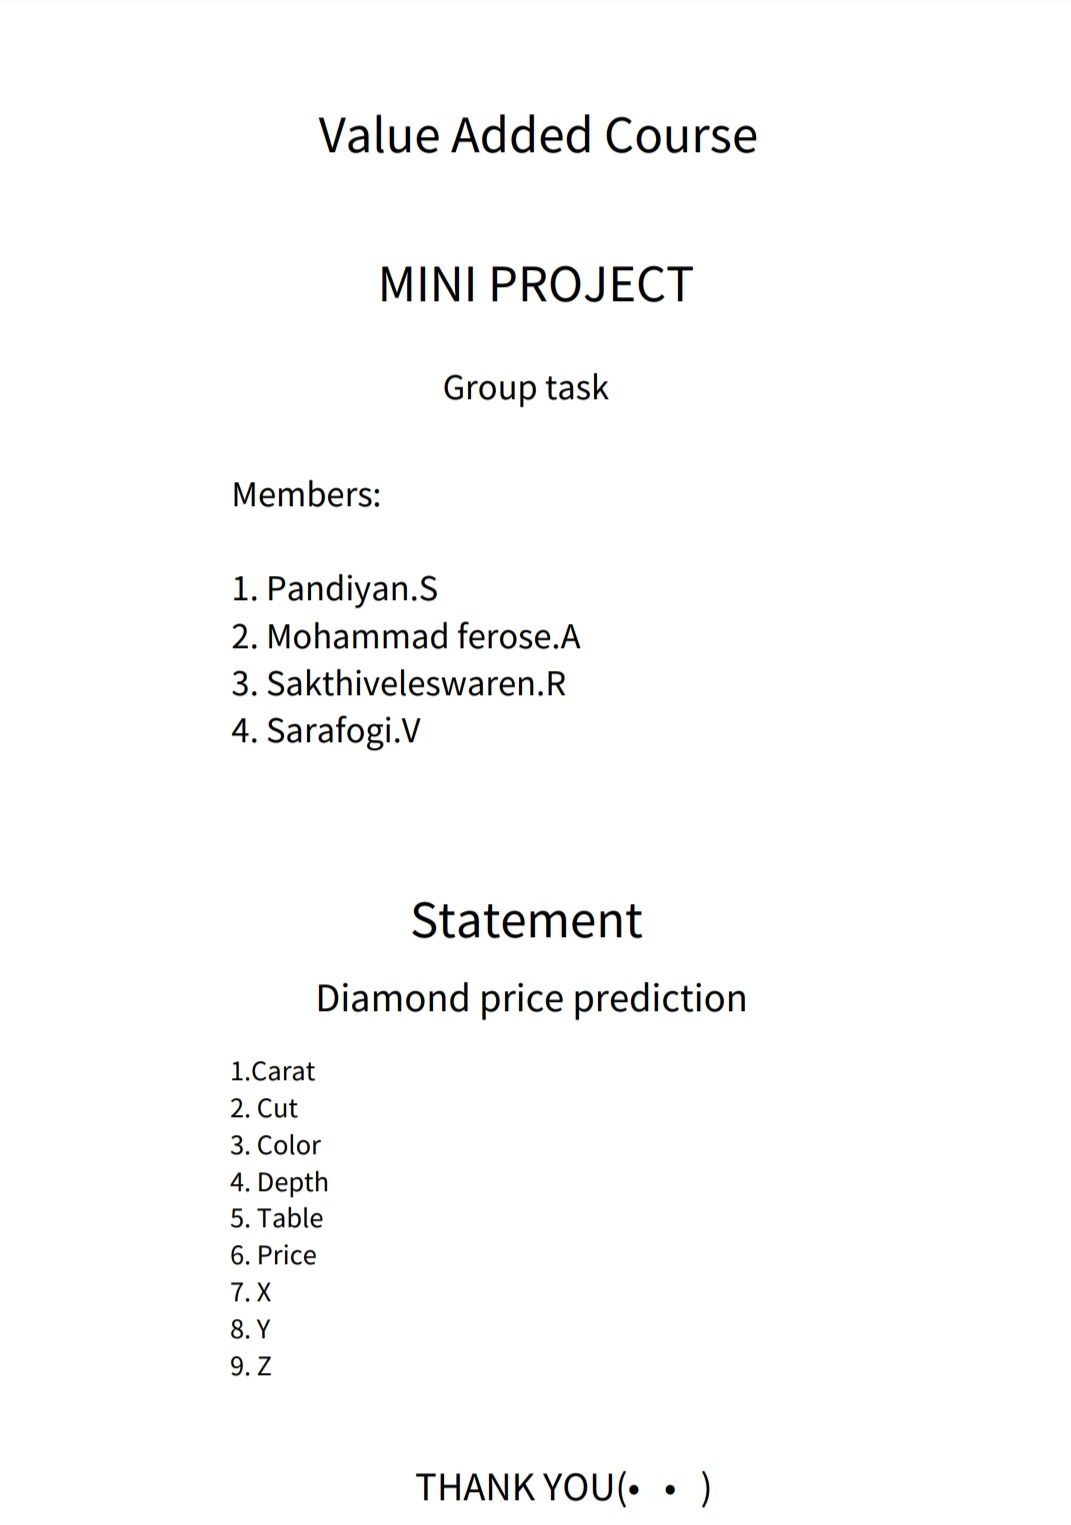 Value Added Course
MINI PROJECT
Group task
Members:
1. Pandiyan.S
2. Mohammad ferose.A
3. Sakthiveleswaren.R
4. Sarafogi.V
Statement
Diamond price prediction
1.Carat
2. Cut
3. Color
4. Depth
5. Table
6. Price
7. X
8. Y
9. Z
THANK YOU(• • )